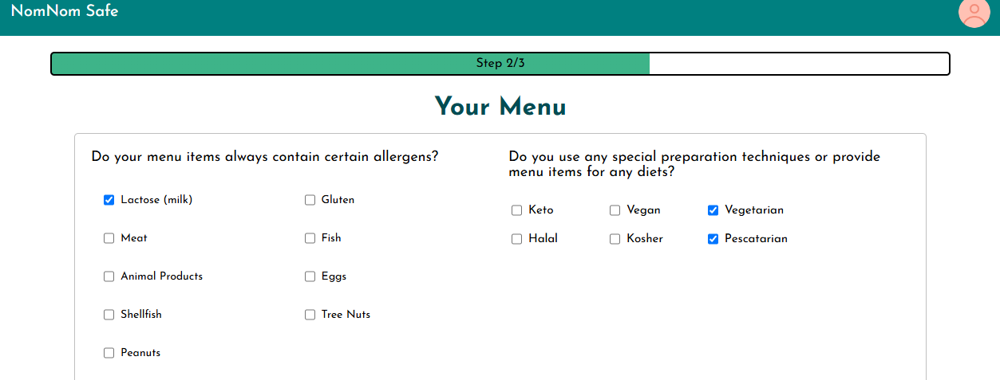 NomNom Safe
Step 2/3
Your Menu
Do your menu items always contain certain allergens?
Lactose (milk)
Gluten
Meat
Fish
Animal Products
Eggs
Shellfish
Tree Nuts
Peanuts
Do you use any special preparation techniques or provide
menu items for any diets?
Keto
Vegan
Vegetarian
Halal
Kosher
Pescatarian